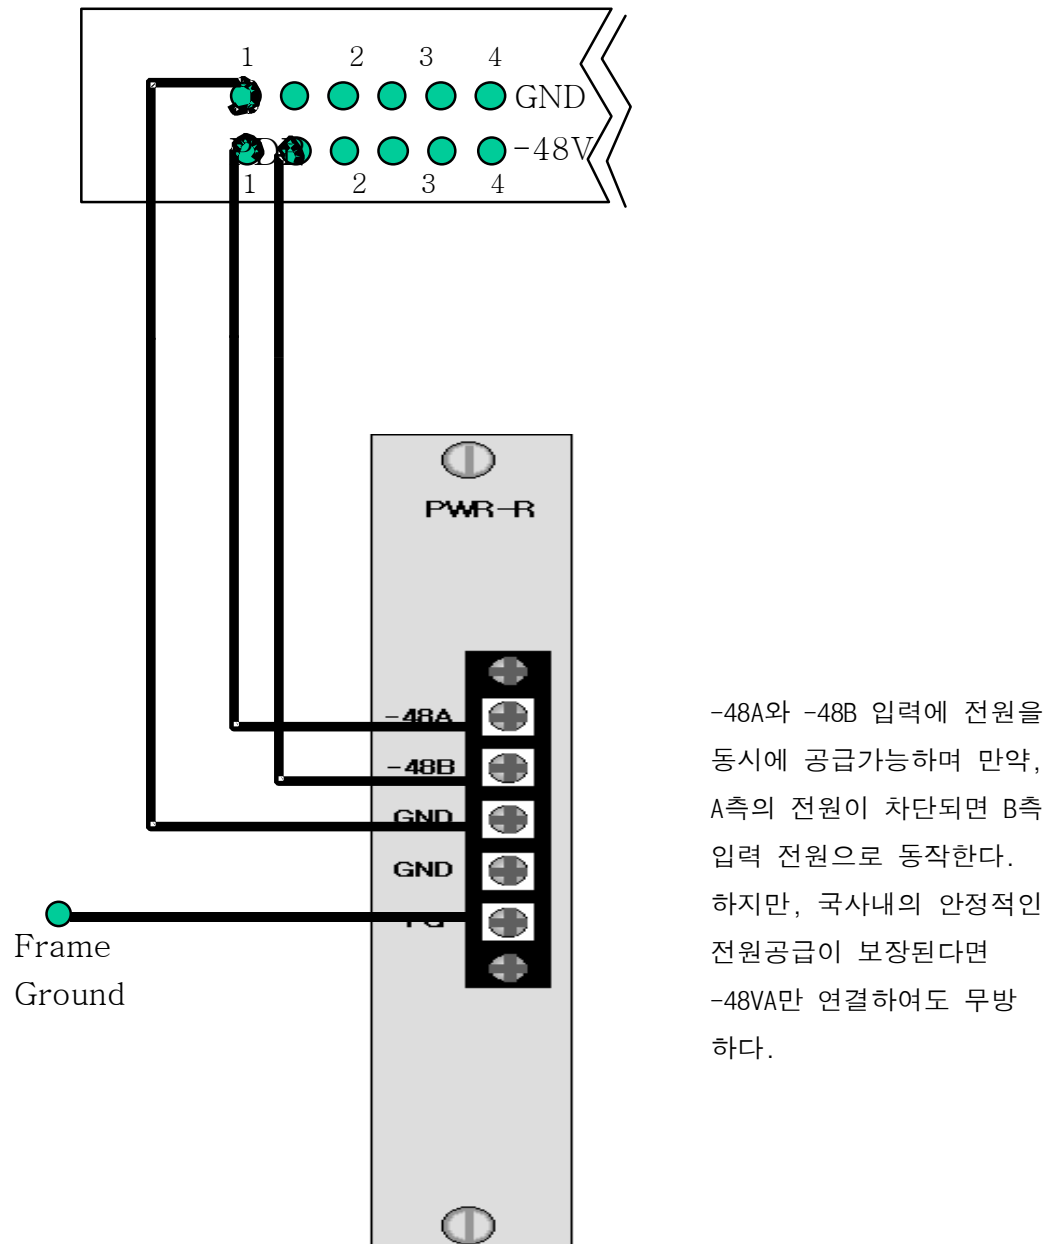 1 2 3 4
GND
-48V
1 2 3 4
PWR-R
-48A
-48B
GND
GND
Frame
Ground
-48A와 -48B 입력에 전원을
동시에 공급가능하며 만약,
A측의 전원이 차단되면 B측
입력 전원으로 동작한다.
하지만, 국사내의 안정적인
전원공급이 보장된다면
-48VA만 연결하여도 무방
하다.